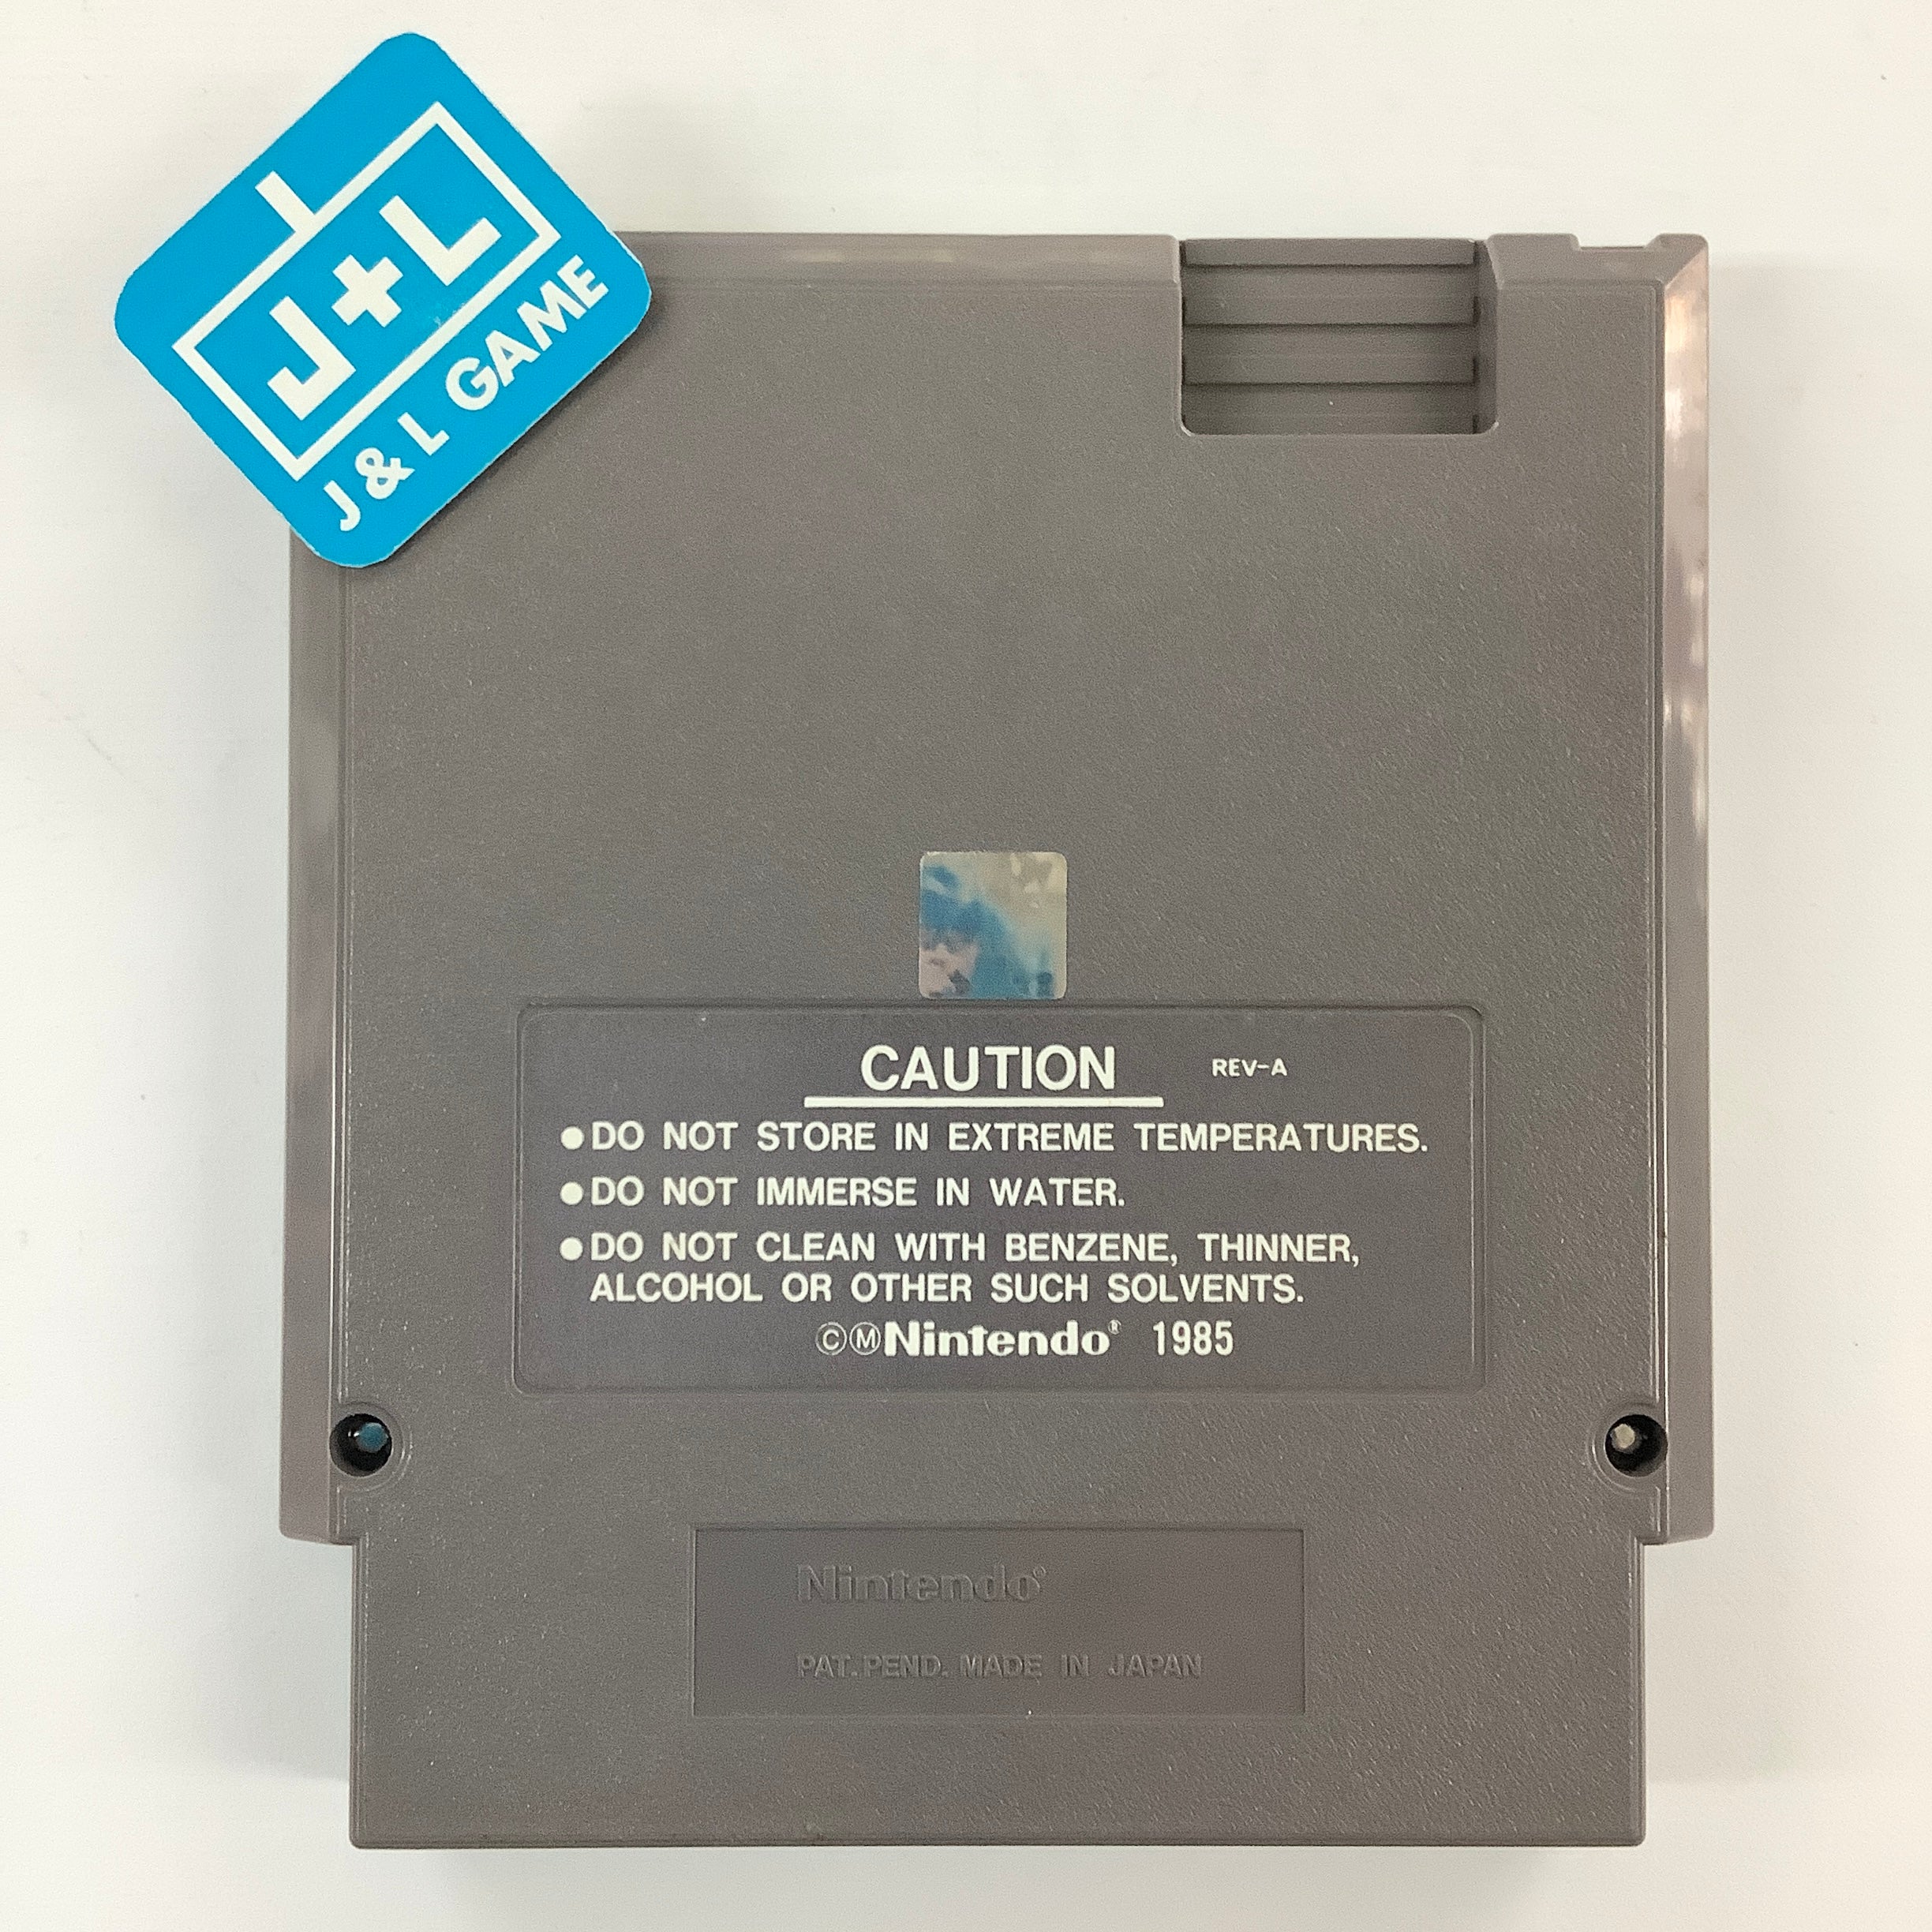 J+L
J & L GAME
CAUTION REV-A
●DO NOT STORE IN EXTREME TEMPERATURES.
●DO NOT IMMERSE IN WATER.
●DO NOT CLEAN WITH BENZENE, THINNER,
ALCOHOL OR OTHER SUCH SOLVENTS.
ⒸⓂNintendo® 1985
Nintendo®
PAT. PEND. MADE IN JAPAN